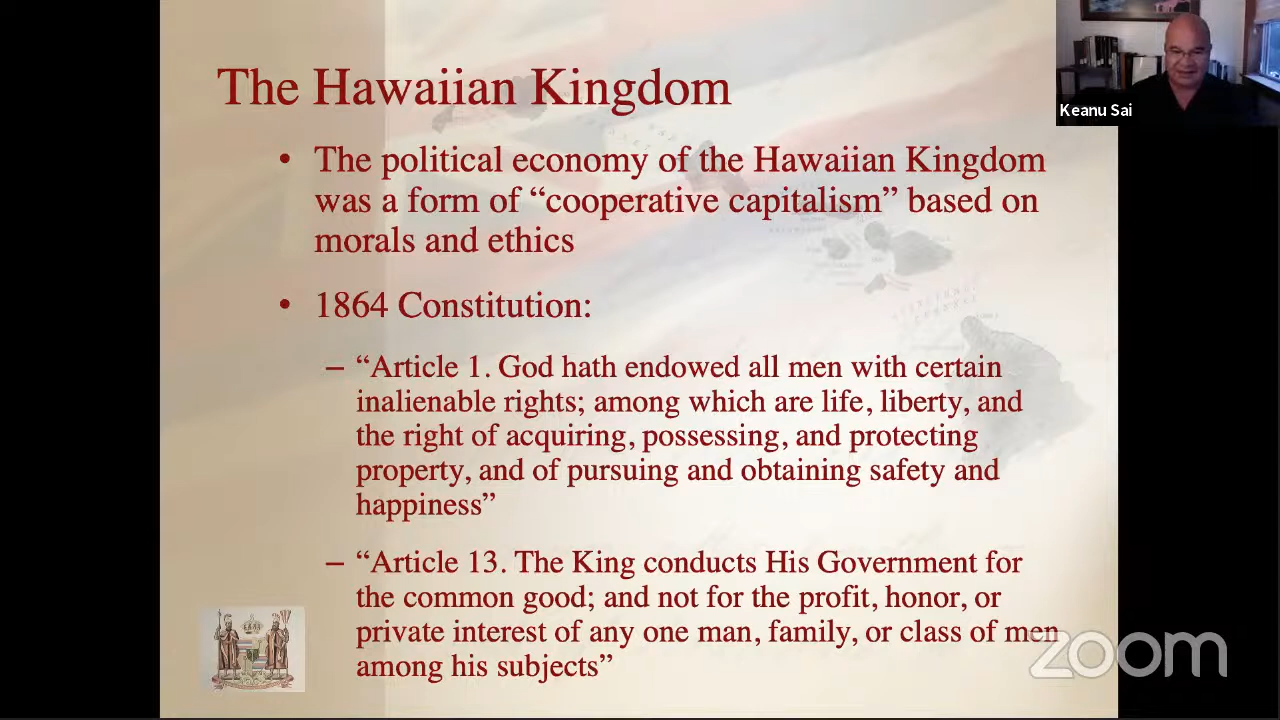 The Hawaiian Kingdom
Keanu Sai
• The political economy of the Hawaiian Kingdom
was a form of “cooperative capitalism” based on
morals and ethics
• 1864 Constitution:
– “Article 1. God hath endowed all men with certain
inalienable rights; among which are life, liberty, and
the right of acquiring, possessing, and protecting
property, and of pursuing and obtaining safety and
happiness”
– “Article 13. The King conducts His Government for
the common good; and not for the profit, honor, or
private interest of any one man, family, or class of men
among his subjects”
zoom